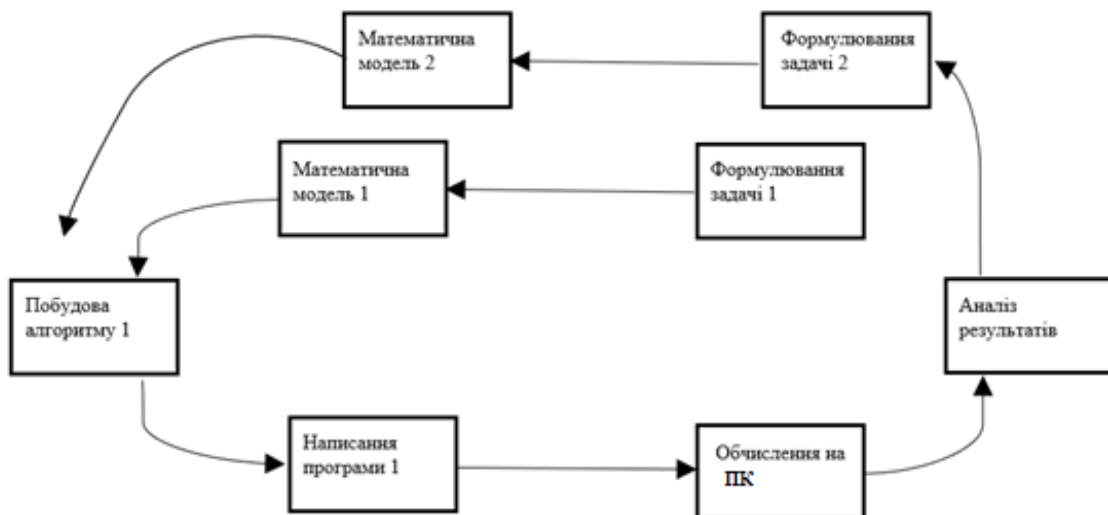 Математична
модель 2
Формулювання
задачі 2
Математична
модель 1
Формулювання
задачі 1
Побудова
алгоритму 1
Аналіз
результатів
Написання
програми 1
Обчислення на
ПК